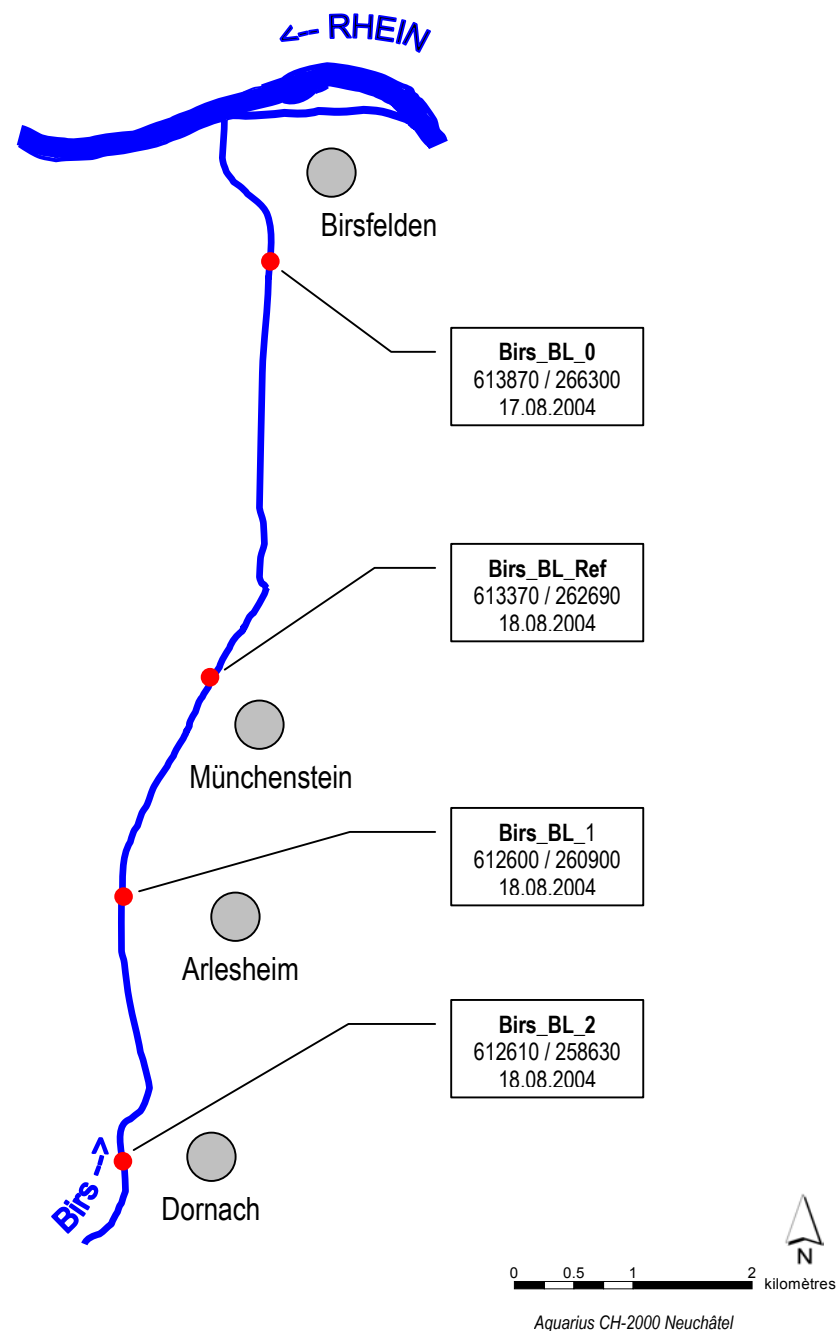 <-- RHEIN
Birsfelden
Birs_BL_0
613870 / 266300
17.08.2004
Birs_BL_Ref
613370 / 262690
18.08.2004
Münchenstein
Birs_BL_1
612600 / 260900
18.08.2004
Arlesheim
Birs_BL_2
612610 / 258630
18.08.2004
Birs -->
Dornach
N
0 0.5 1 2
kilomètres
Aquarius CH-2000 Neuchâtel